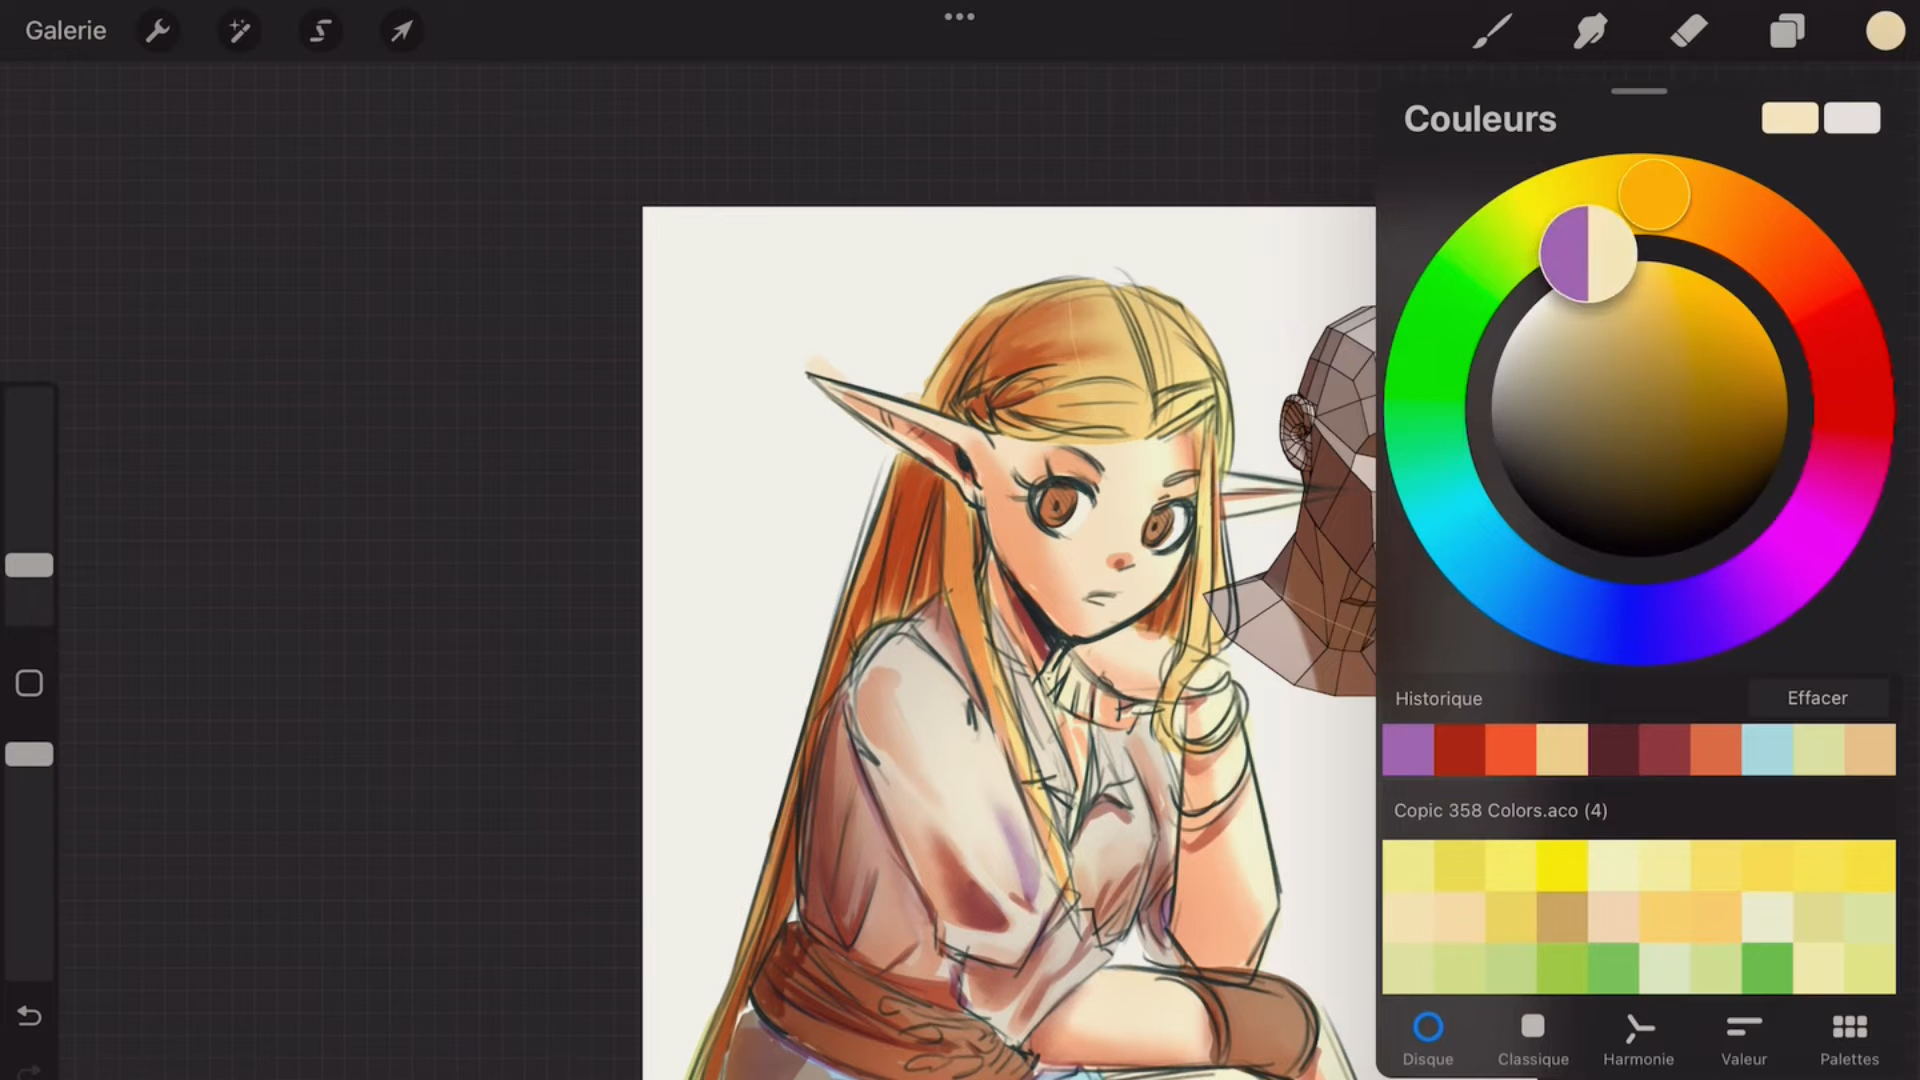 Galerie
Couleurs
Historique
Effacer
Copic 358 Colors.aco (4)
Disque
Classique
Harmonie
Valeur
Palettes